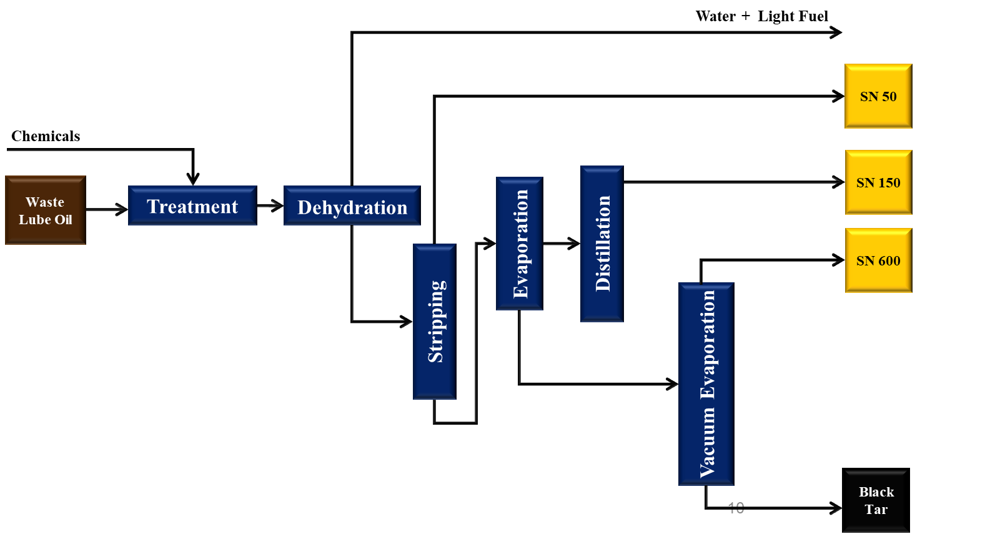 Water + Light Fuel
SN 50
Chemicals
Waste
Lube Oil
Treatment
Dehydration
Stripping
Evaporation
Distillation
SN 150
SN 600
Vacuum Evaporation
10
Black
Tar